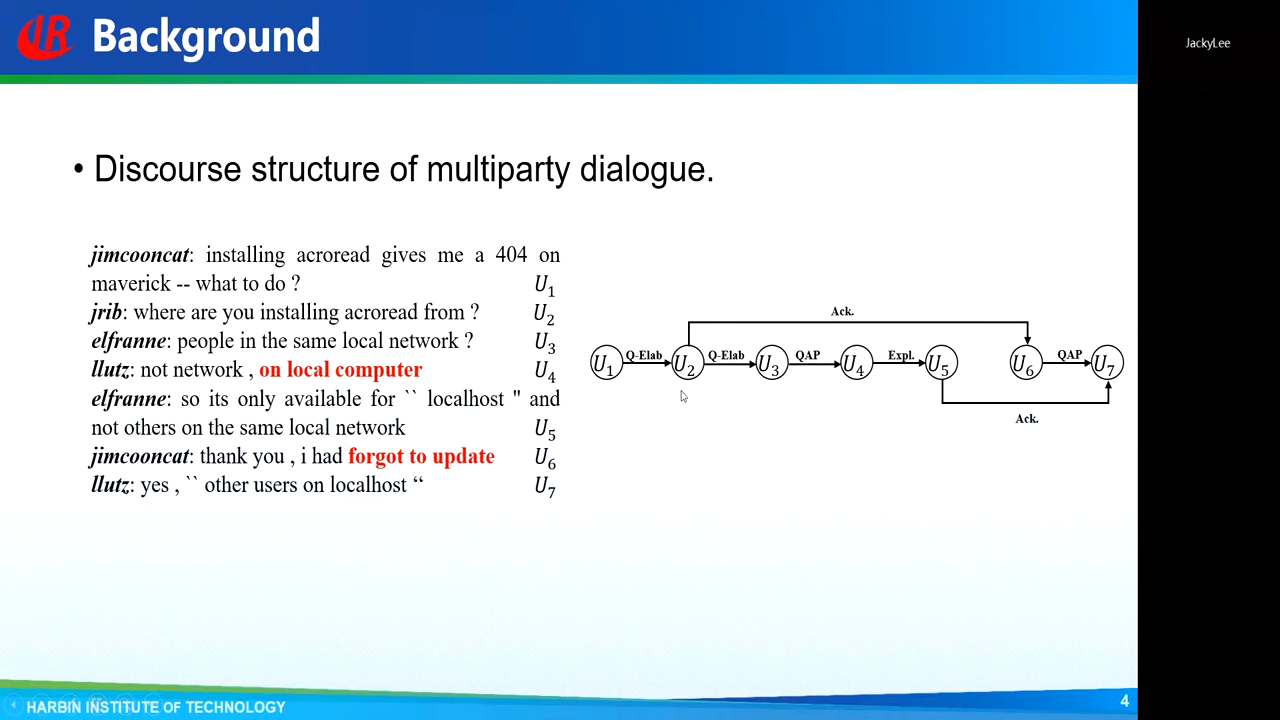 Background
JackyLee
• Discourse structure of multiparty dialogue.
jimcooncat: installing acroread gives me a 404 on
maverick -- what to do ? U1
jrib: where are you installing acroread from ? U2
elfranne: people in the same local network ? U3
llutz: not network , on local computer U4
elfranne: so its only available for `` localhost " and
not others on the same local network U5
jimcooncat: thank you , i had forgot to update U6
llutz: yes , `` other users on localhost “ U7
Ack.
U1 Q-Elab U2 Q-Elab U3 QAP U4 Expl. U5 U6 QAP U7
Ack.
HARBIN INSTITUTE OF TECHNOLOGY
4